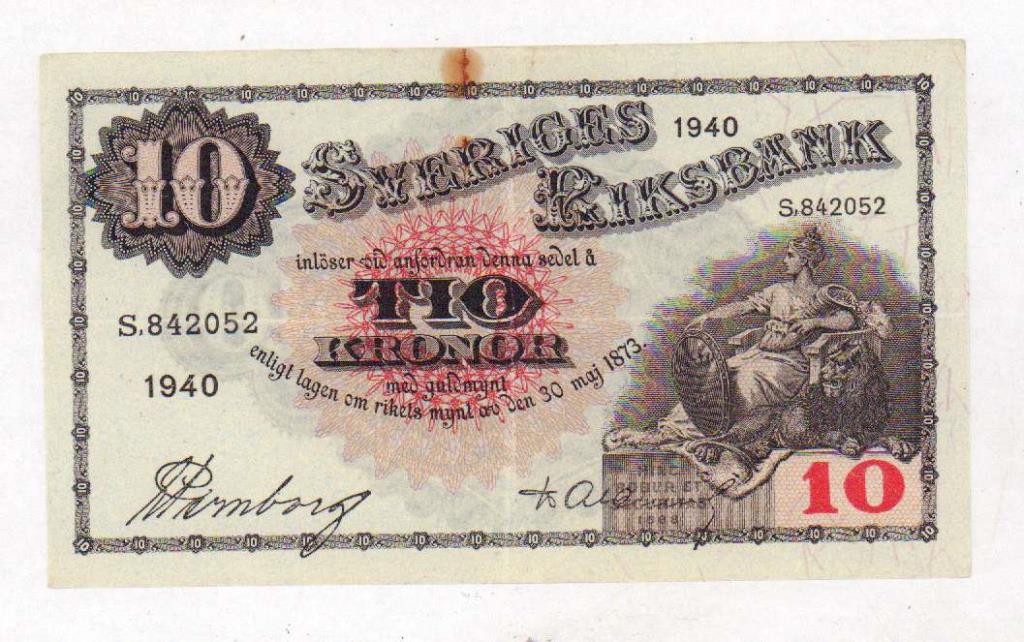 10
SVERIGES 1940
RIKSBANK
S.842052
inlöser vid anfordran denna sedel å
TIO
KRONOR
S.842052
med guldmynt
enligt lagen om rikets mynt av den 30 maj 1873.
1940
10